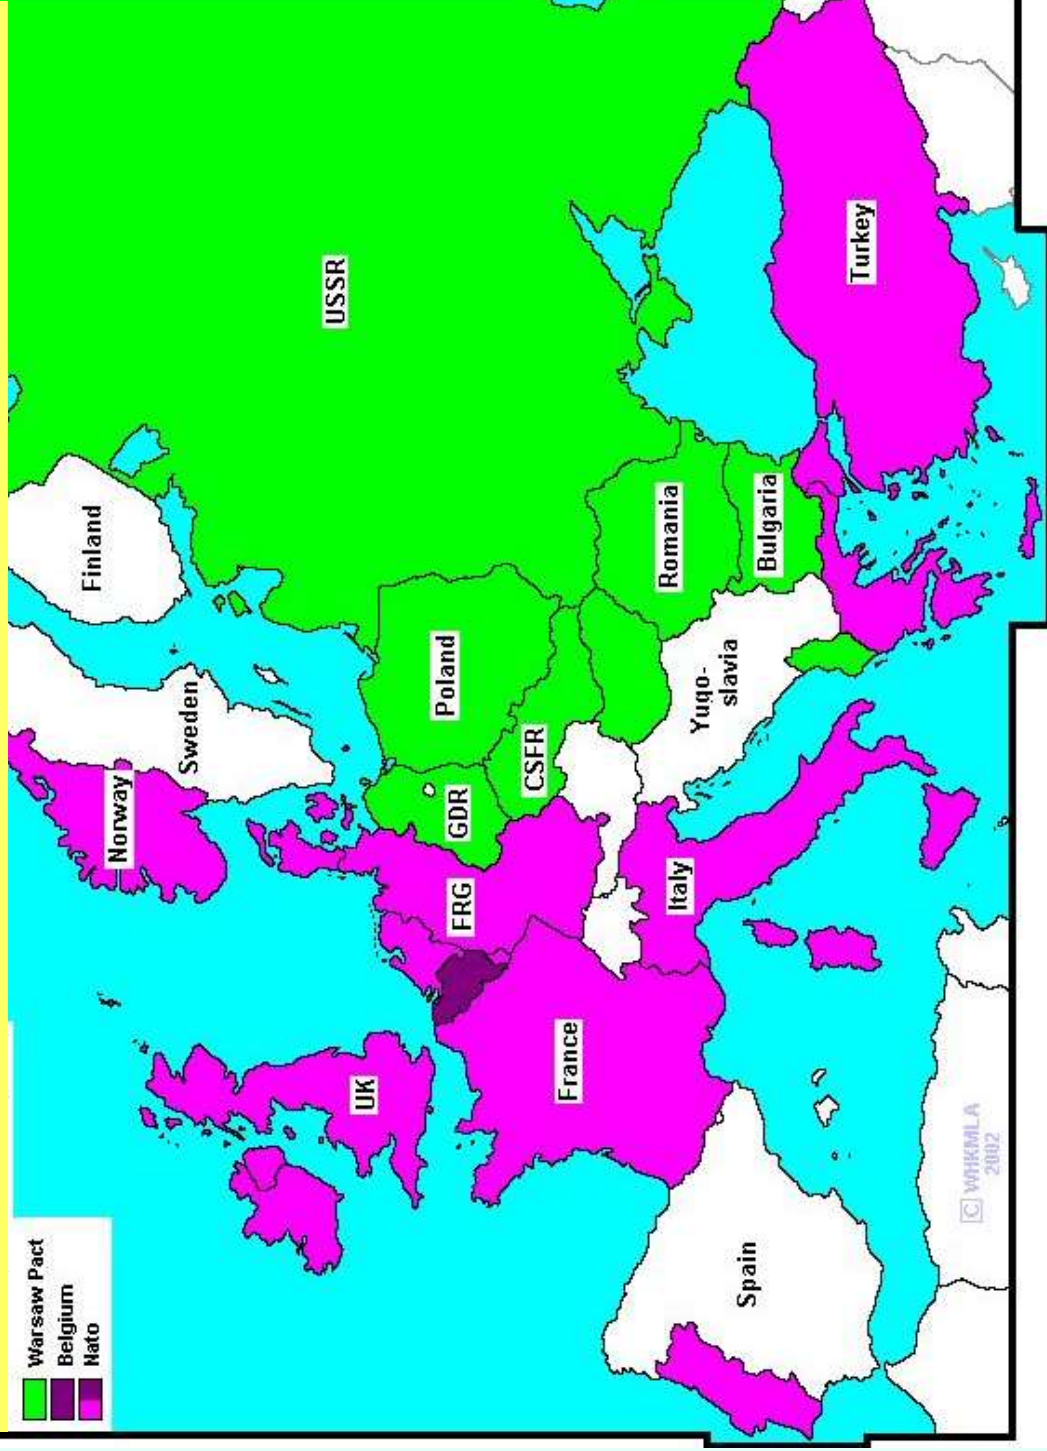 Warsaw Pact
Belgium
Nato
Norway
Sweden
Finland
UK
USSR
FRG
GDR
Poland
CSFR
France
Italy
Yugo-
slavia
Romania
Bulgaria
Spain
Turkey
C WHKMLA
2002